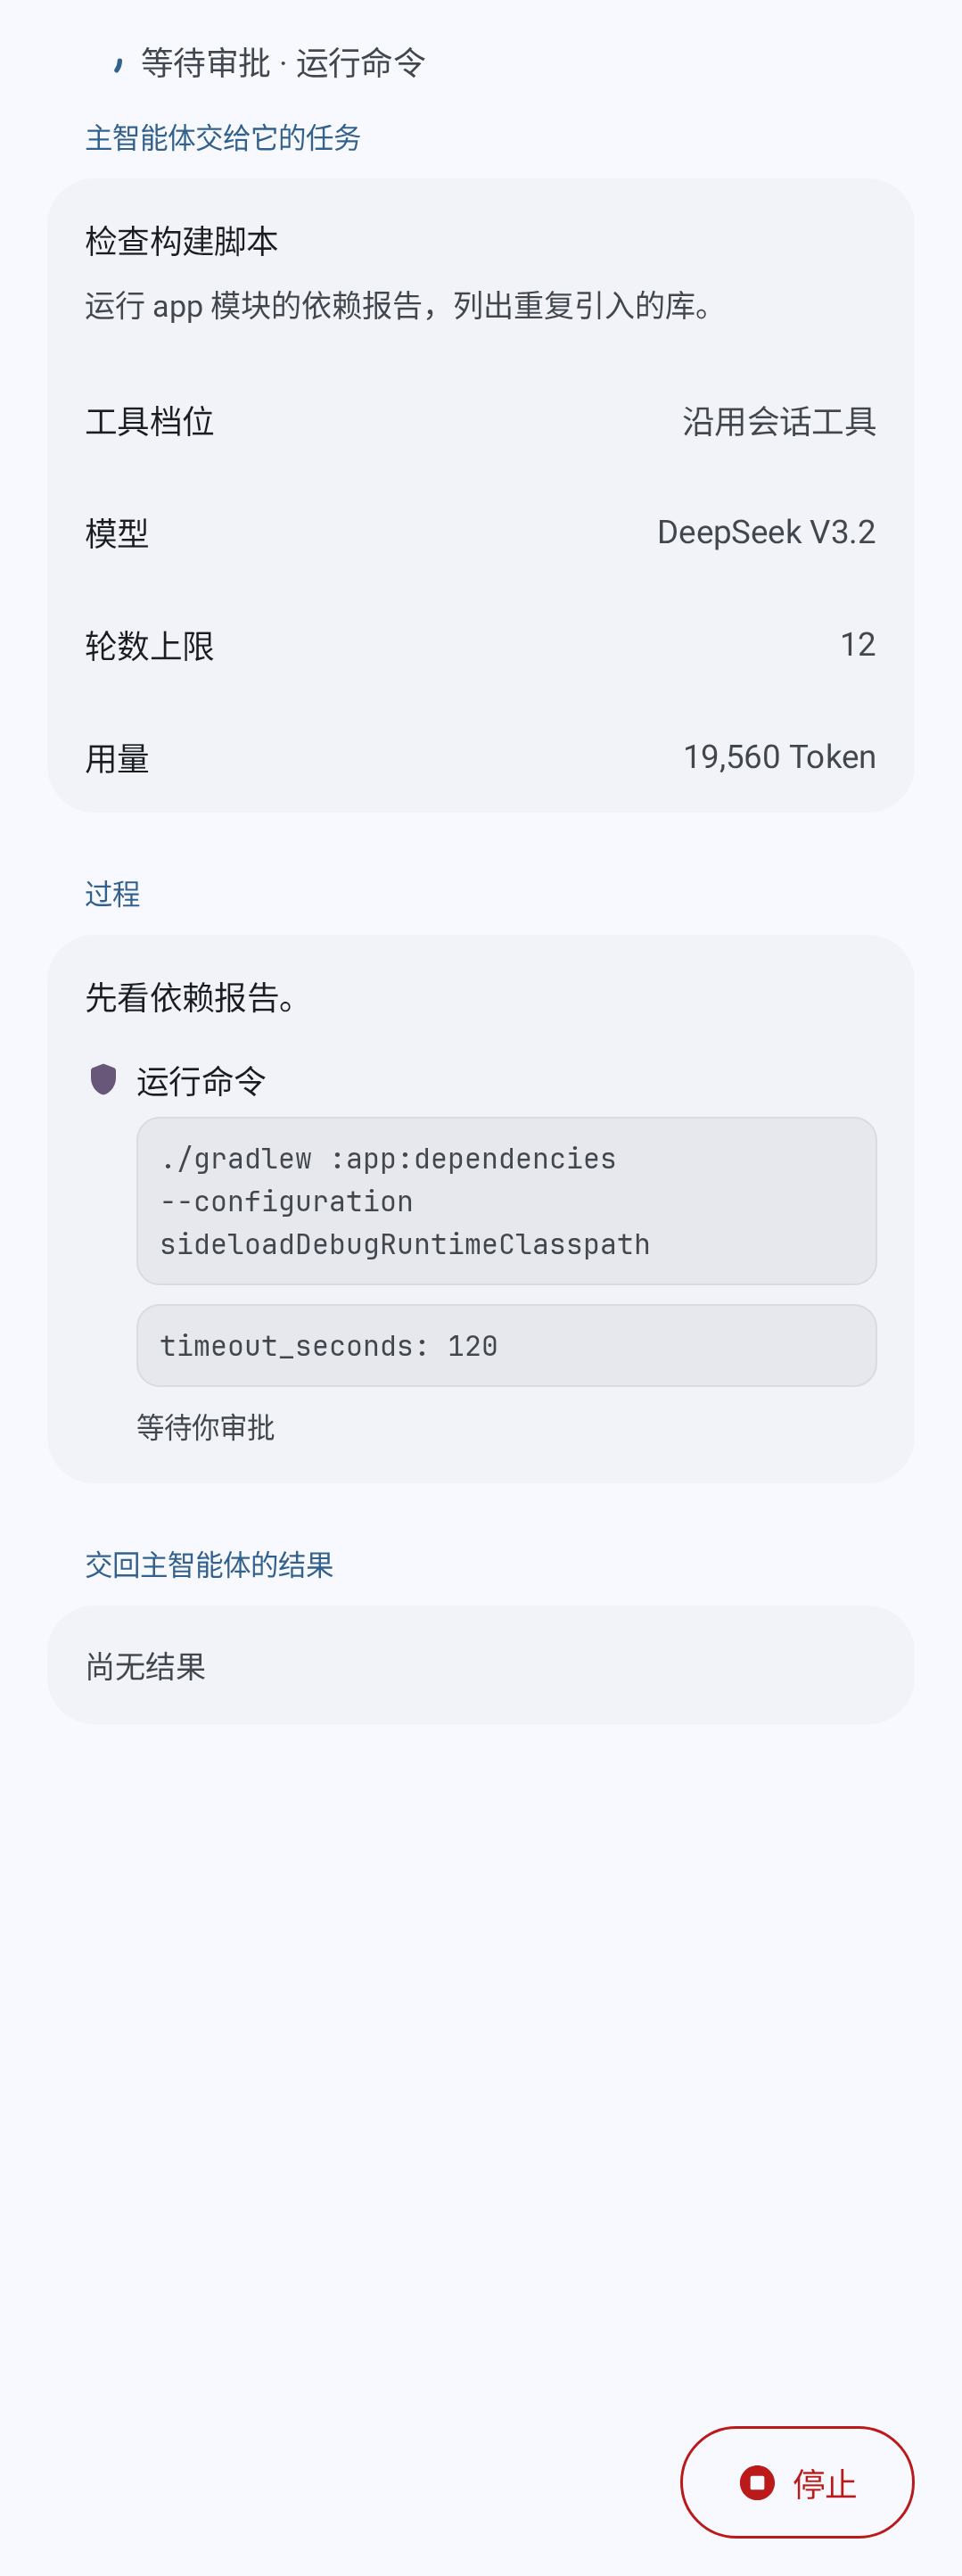 等待审批 · 运行命令
主智能体交给它的任务
检查构建脚本
运行 app 模块的依赖报告，列出重复引入的库。
工具档位 沿用会话工具
模型 DeepSeek V3.2
轮数上限 12
用量 19,560 Token
过程
先看依赖报告。
运行命令
./gradlew :app:dependencies
--configuration
sideloadDebugRuntimeClasspath
timeout_seconds: 120
等待你审批
交回主智能体的结果
尚无结果
停止